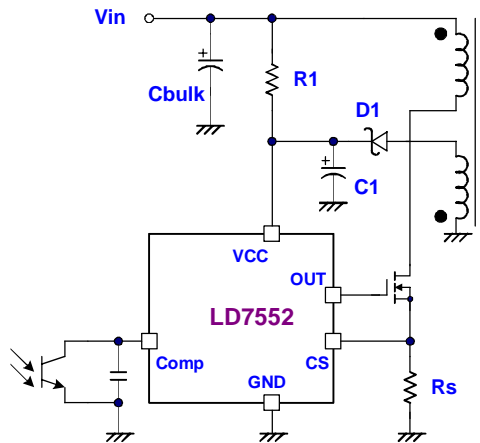 Vin
Cbulk
R1
D1
C1
VCC
OUT
LD7552
Comp
CS
GND
Rs
+
+